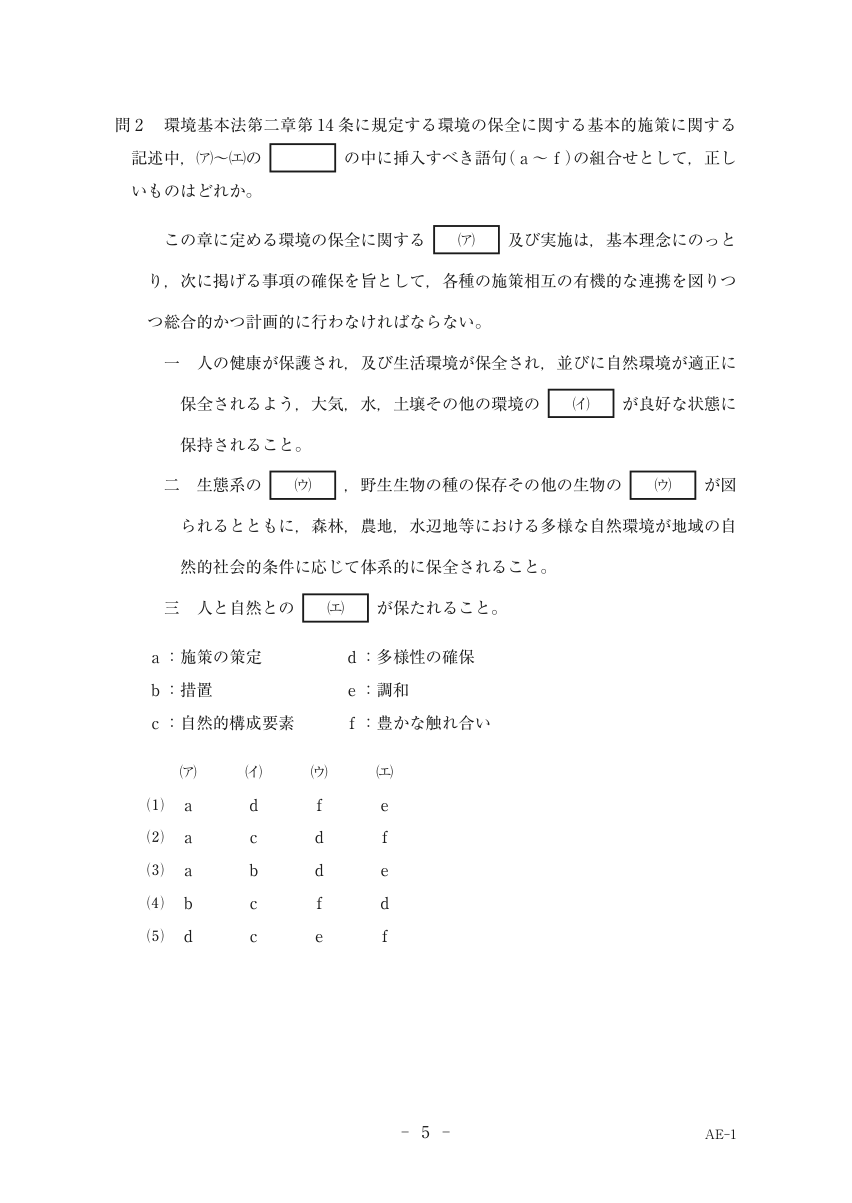 問2　環境基本法第二章第14条に規定する環境の保全に関する基本的施策に関する
記述中，㋐～㋓の　　　の中に挿入すべき語句(a～f)の組合せとして，正し
いものはどれか。
この章に定める環境の保全に関する (ア) 及び実施は，基本理念にのっと
り，次に掲げる事項の確保を旨として，各種の施策相互の有機的な連携を図りつ
つ総合的かつ計画的に行わなければならない。
一　人の健康が保護され，及び生活環境が保全され，並びに自然環境が適正に
保全されるよう，大気，水，土壌その他の環境の (イ) が良好な状態に
保持されること。
二　生態系の (ウ) ，野生生物の種の保存その他の生物の (ウ) が図
られるとともに，森林，農地，水辺地等における多様な自然環境が地域の自
然的社会的条件に応じて体系的に保全されること。
三　人と自然との (エ) が保たれること。
a：施策の策定　d：多様性の確保
b：措置　e：調和
c：自然的構成要素　f：豊かな触れ合い
(ア) (イ) (ウ) (エ)
(1) a d f e
(2) a c d f
(3) a b d e
(4) b c f d
(5) d c e f
- 5 -
AE-1